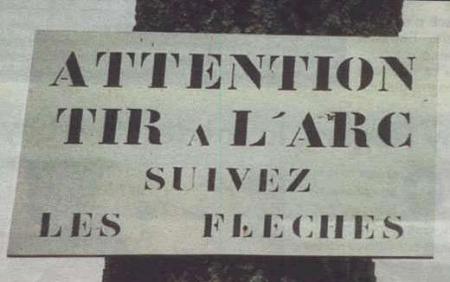 ATTENTION
TIR A L'ARC
SUIVEZ
LES FLECHES